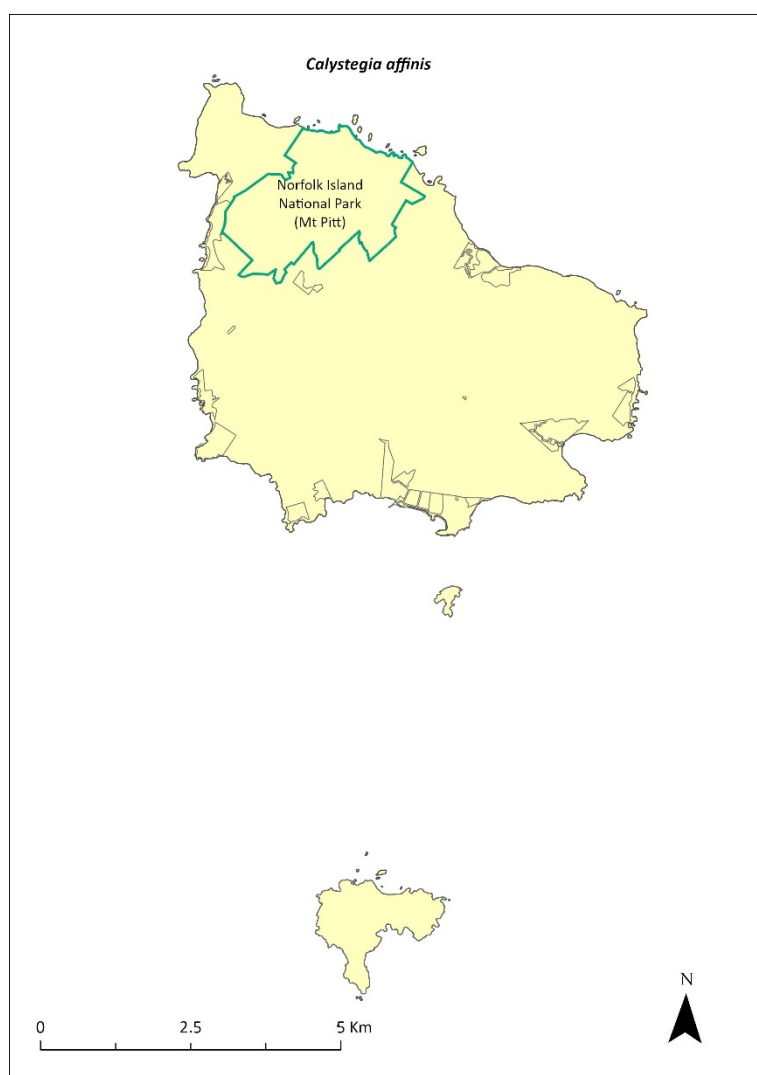 Calystegia affinis
Norfolk Island
National Park
(Mt Pitt)
N
0 2.5 5 Km